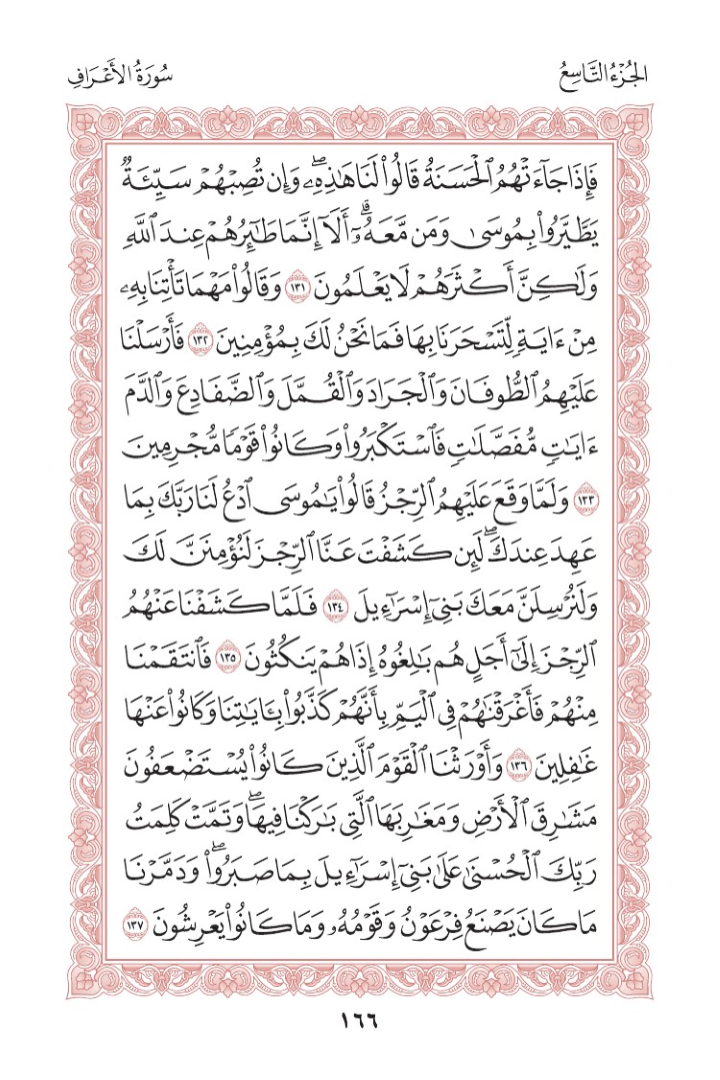 الجُزْءُ التَّاسِعُ
سُورَةُ الأَعْرَافِ
فَإِذَا جَآءَتْهُمُ ٱلْحَسَنَةُ قَالُوا۟ لَنَا هَٰذِهِۦۖ وَإِن تُصِبْهُمْ سَيِّئَةٌ
يَطَّيَّرُوا۟ بِمُوسَىٰ وَمَن مَّعَهُۥٓۗ أَلَآ إِنَّمَا طَٰٓئِرُهُمْ عِندَ ٱللَّهِ
وَلَٰكِنَّ أَكْثَرَهُمْ لَا يَعْلَمُونَ ١٣١ وَقَالُوا۟ مَهْمَا تَأْتِنَا بِهِۦ
مِنْ ءَايَةٍ لِّتَسْحَرَنَا بِهَا فَمَا نَحْنُ لَكَ بِمُؤْمِنِينَ ١٣٢ فَأَرْسَلْنَا
عَلَيْهِمُ ٱلطُّوفَانَ وَٱلْجَرَادَ وَٱلْقُمَّلَ وَٱلضَّفَادِعَ وَٱلدَّمَ
ءَايَٰتٍ مُّفَصَّلَٰتٍ فَٱسْتَكْبَرُوا۟ وَكَانُوا۟ قَوْمًا مُّجْرِمِينَ
١٣٣ وَلَمَّا وَقَعَ عَلَيْهِمُ ٱلرِّجْزُ قَالُوا۟ يَٰمُوسَى ٱدْعُ لَنَا رَبَّكَ بِمَا
عَهِدَ عِندَكَۖ لَئِن كَشَفْتَ عَنَّا ٱلرِّجْزَ لَنُؤْمِنَنَّ لَكَ
وَلَنُرْسِلَنَّ مَعَكَ بَنِىٓ إِسْرَٰٓءِيلَ ١٣٤ فَلَمَّا كَشَفْنَا عَنْهُمُ
ٱلرِّجْزَ إِلَىٰٓ أَجَلٍ هُم بَٰلِغُوهُ إِذَا هُمْ يَنكُثُونَ ١٣٥ فَٱنتَقَمْنَا
مِنْهُمْ فَأَغْرَقْنَٰهُمْ فِى ٱلْيَمِّ بِأَنَّهُمْ كَذَّبُوا۟ بِـَٔايَٰتِنَا وَكَانُوا۟ عَنْهَا
غَٰفِلِينَ ١٣٦ وَأَوْرَثْنَا ٱلْقَوْمَ ٱلَّذِينَ كَانُوا۟ يُسْتَضْعَفُونَ
مَشَٰرِقَ ٱلْأَرْضِ وَمَغَٰرِبَهَا ٱلَّتِى بَٰرَكْنَا فِيهَاۖ وَتَمَّتْ كَلِمَتُ
رَبِّكَ ٱلْحُسْنَىٰ عَلَىٰ بَنِىٓ إِسْرَٰٓءِيلَ بِمَا صَبَرُوا۟ۖ وَدَمَّرْنَا
مَا كَانَ يَصْنَعُ فِرْعَوْنُ وَقَوْمُهُۥ وَمَا كَانُوا۟ يَعْرِشُونَ ١٣٧
١٦٦